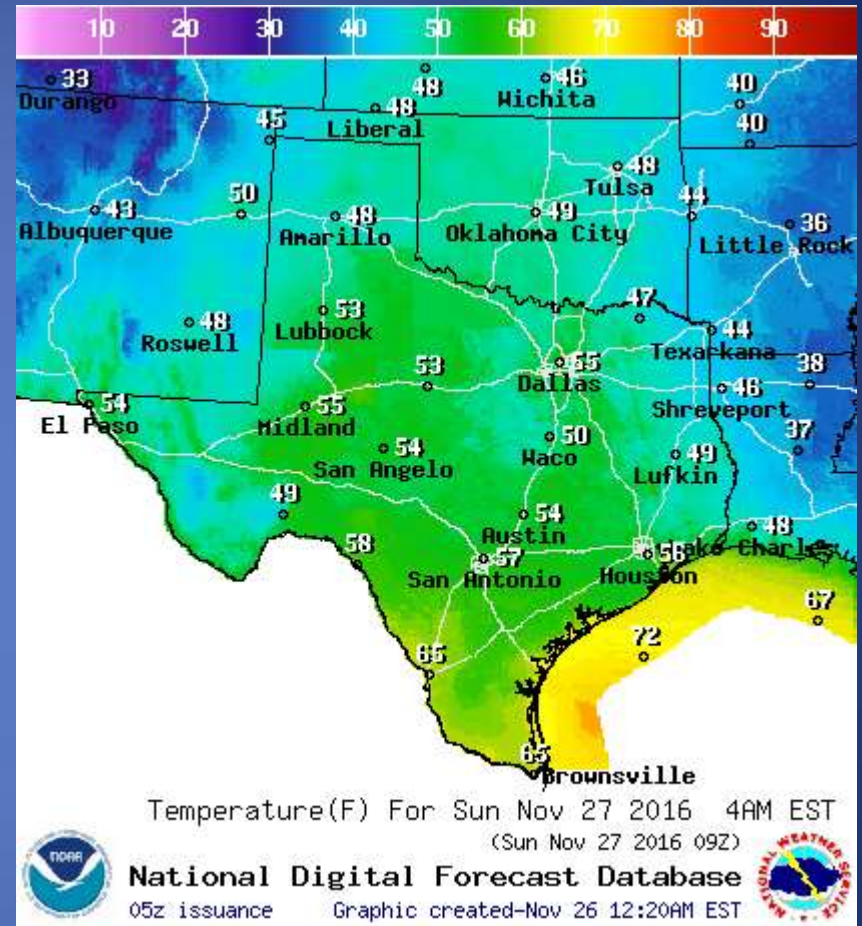 10 20 30 40 50 60 70 80 90
33
Durango
48
48
Liberal
46
Wichita
40
45
40
48
Tulsa
43
Albuquerque
50
48
Amarillo
49
Oklahoma City
44
36
Little Rock
48
Roswell
53
Lubbock
47
44
Texarkana
53
55
Dallas
38
46
Shreveport
54
El Paso
55
Midland
54
San Angelo
50
Waco
49
Lufkin
37
49
54
Austin
48
Lake Charles
58
57
San Antonio
56
Houston
67
72
65
65
Brownsville
Temperature(F) For Sun Nov 27 2016 4AM EST
(Sun Nov 27 2016 09Z)
NOAA
National Digital Forecast Database
05z issuance Graphic created-Nov 26 12:20AM EST
NATIONAL WEATHER SERVICE